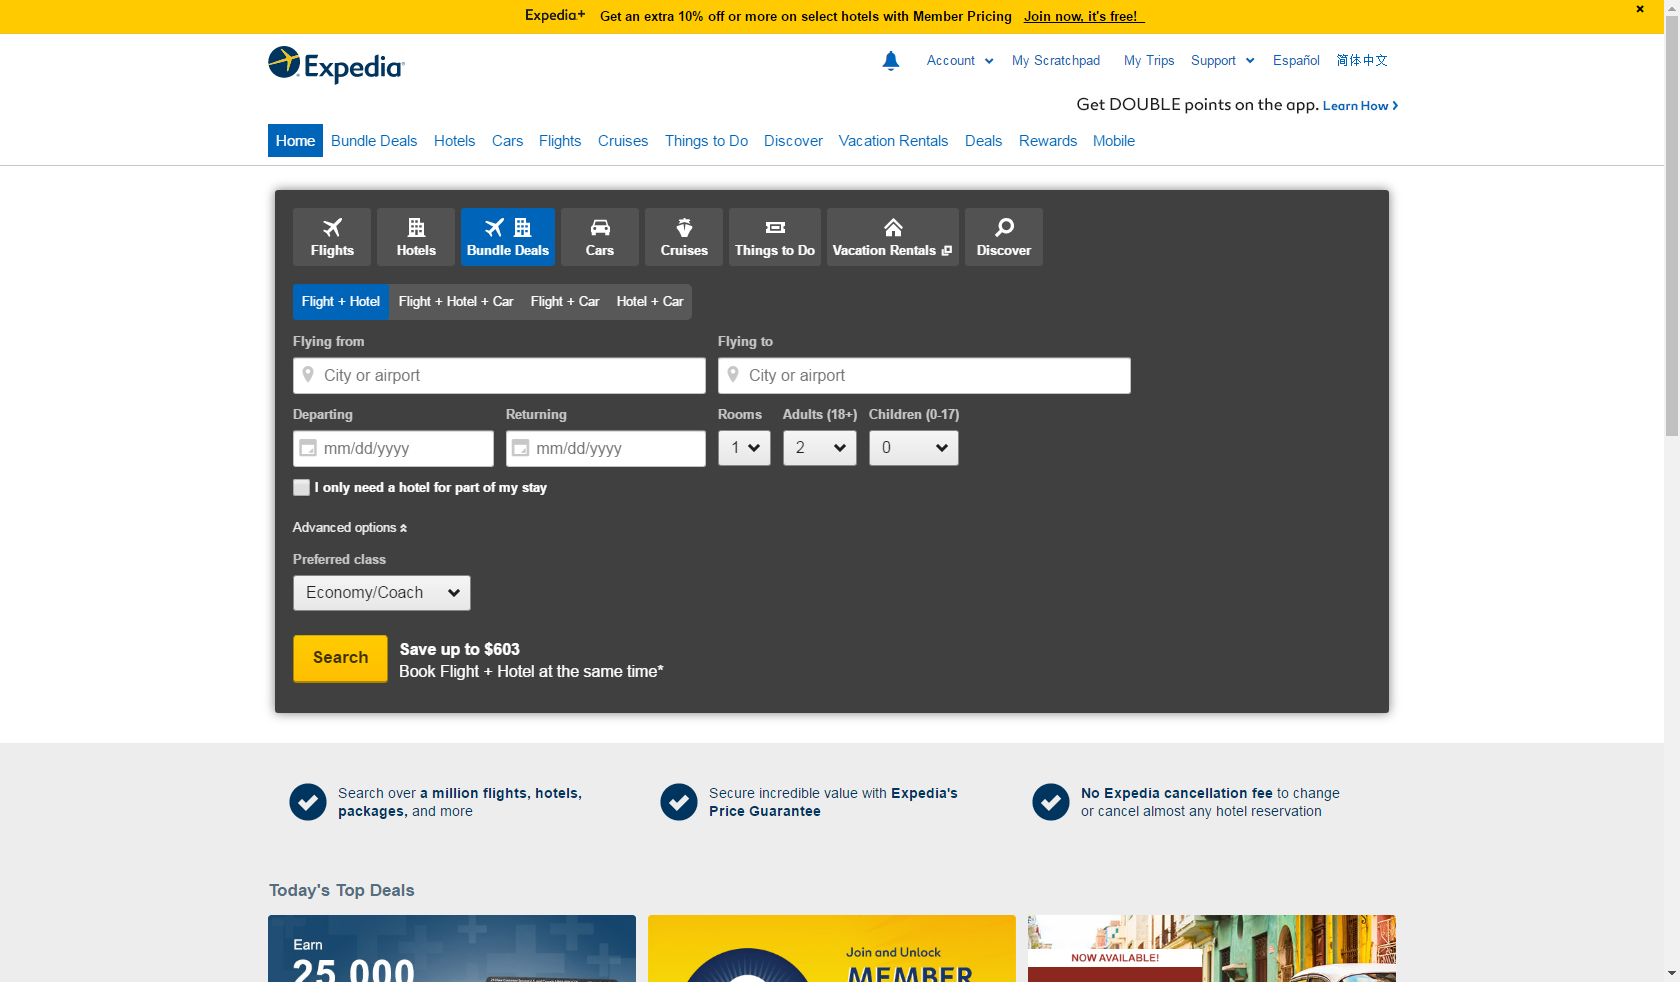 Expedia+ Get an extra 10% off or more on select hotels with Member Pricing Join now, it's free!
Expedia
Account My Scratchpad My Trips Support Español 简体中文
Get DOUBLE points on the app. Learn How
Home Bundle Deals Hotels Cars Flights Cruises Things to Do Discover Vacation Rentals Deals Rewards Mobile
Flights Hotels Bundle Deals Cars Cruises Things to Do Vacation Rentals Discover
Flight + Hotel Flight + Hotel + Car Flight + Car Hotel + Car
Flying from Flying to
City or airport City or airport
Departing Returning Rooms Adults (18+) Children (0-17)
mm/dd/yyyy mm/dd/yyyy 1 2 0
I only need a hotel for part of my stay
Advanced options
Preferred class
Economy/Coach
Search
Save up to $603
Book Flight + Hotel at the same time*
Search over a million flights, hotels,
packages, and more
Secure incredible value with Expedia's
Price Guarantee
No Expedia cancellation fee to change
or cancel almost any hotel reservation
Today's Top Deals
Earn
25,000
Join and Unlock
MEMBER
NOW AVAILABLE!